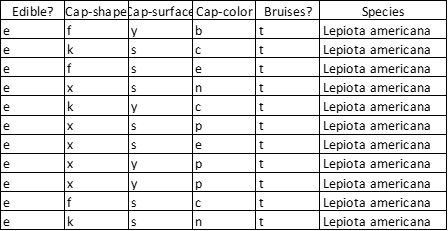 Edible? Cap-shape Cap-surface Cap-color Bruises? Species
e f y b t Lepiota americana
e k s c t Lepiota americana
e f s e t Lepiota americana
e x s n t Lepiota americana
e k y c t Lepiota americana
e x s p t Lepiota americana
e x s e t Lepiota americana
e x y p t Lepiota americana
e x y p t Lepiota americana
e f s c t Lepiota americana
e k s n t Lepiota americana